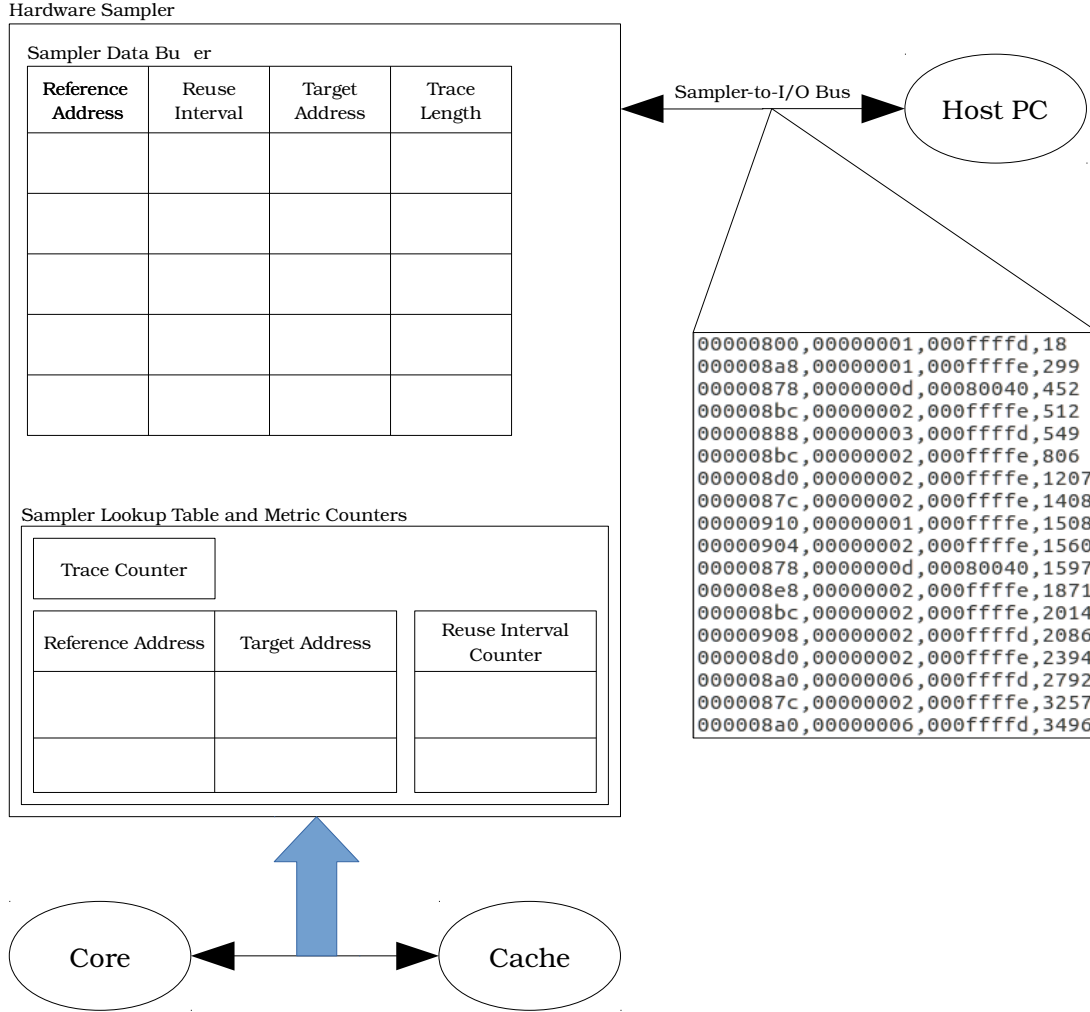 Hardware Sampler
Sampler Data Bu er
Reference Address
Reuse Interval
Target Address
Trace Length
Sampler-to-I/O Bus
Host PC
00000800,00000001,000ffffd,18
000008a8,00000001,000ffffe,299
00000878,0000000d,00080040,452
000008bc,00000002,000ffffe,512
00000888,00000003,000ffffd,549
000008bc,00000002,000ffffe,806
000008d0,00000002,000ffffe,1207
0000087c,00000002,000ffffe,1408
00000910,00000001,000ffffe,1508
00000904,00000002,000ffffe,1560
00000878,0000000d,00080040,1597
000008e8,00000002,000ffffe,1871
000008bc,00000002,000ffffe,2014
00000908,00000002,000ffffd,2086
000008d0,00000002,000ffffe,2394
000008a0,00000006,000ffffd,2792
0000087c,00000002,000ffffe,3257
000008a0,00000006,000ffffd,3496
Sampler Lookup Table and Metric Counters
Trace Counter
Reference Address
Target Address
Reuse Interval
Counter
Core
Cache